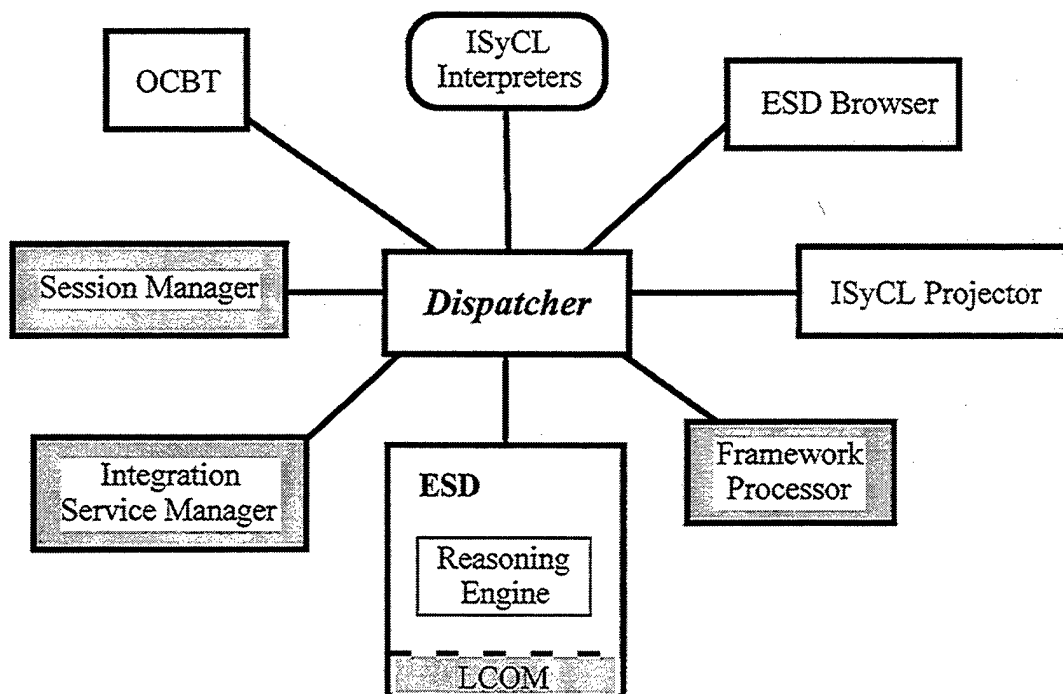 OCBT
ISyCL
Interpreters
ESD Browser
Session Manager
Dispatcher
ISyCL Projector
Integration
Service Manager
ESD
Reasoning
Engine
LCOM
Framework
Processor